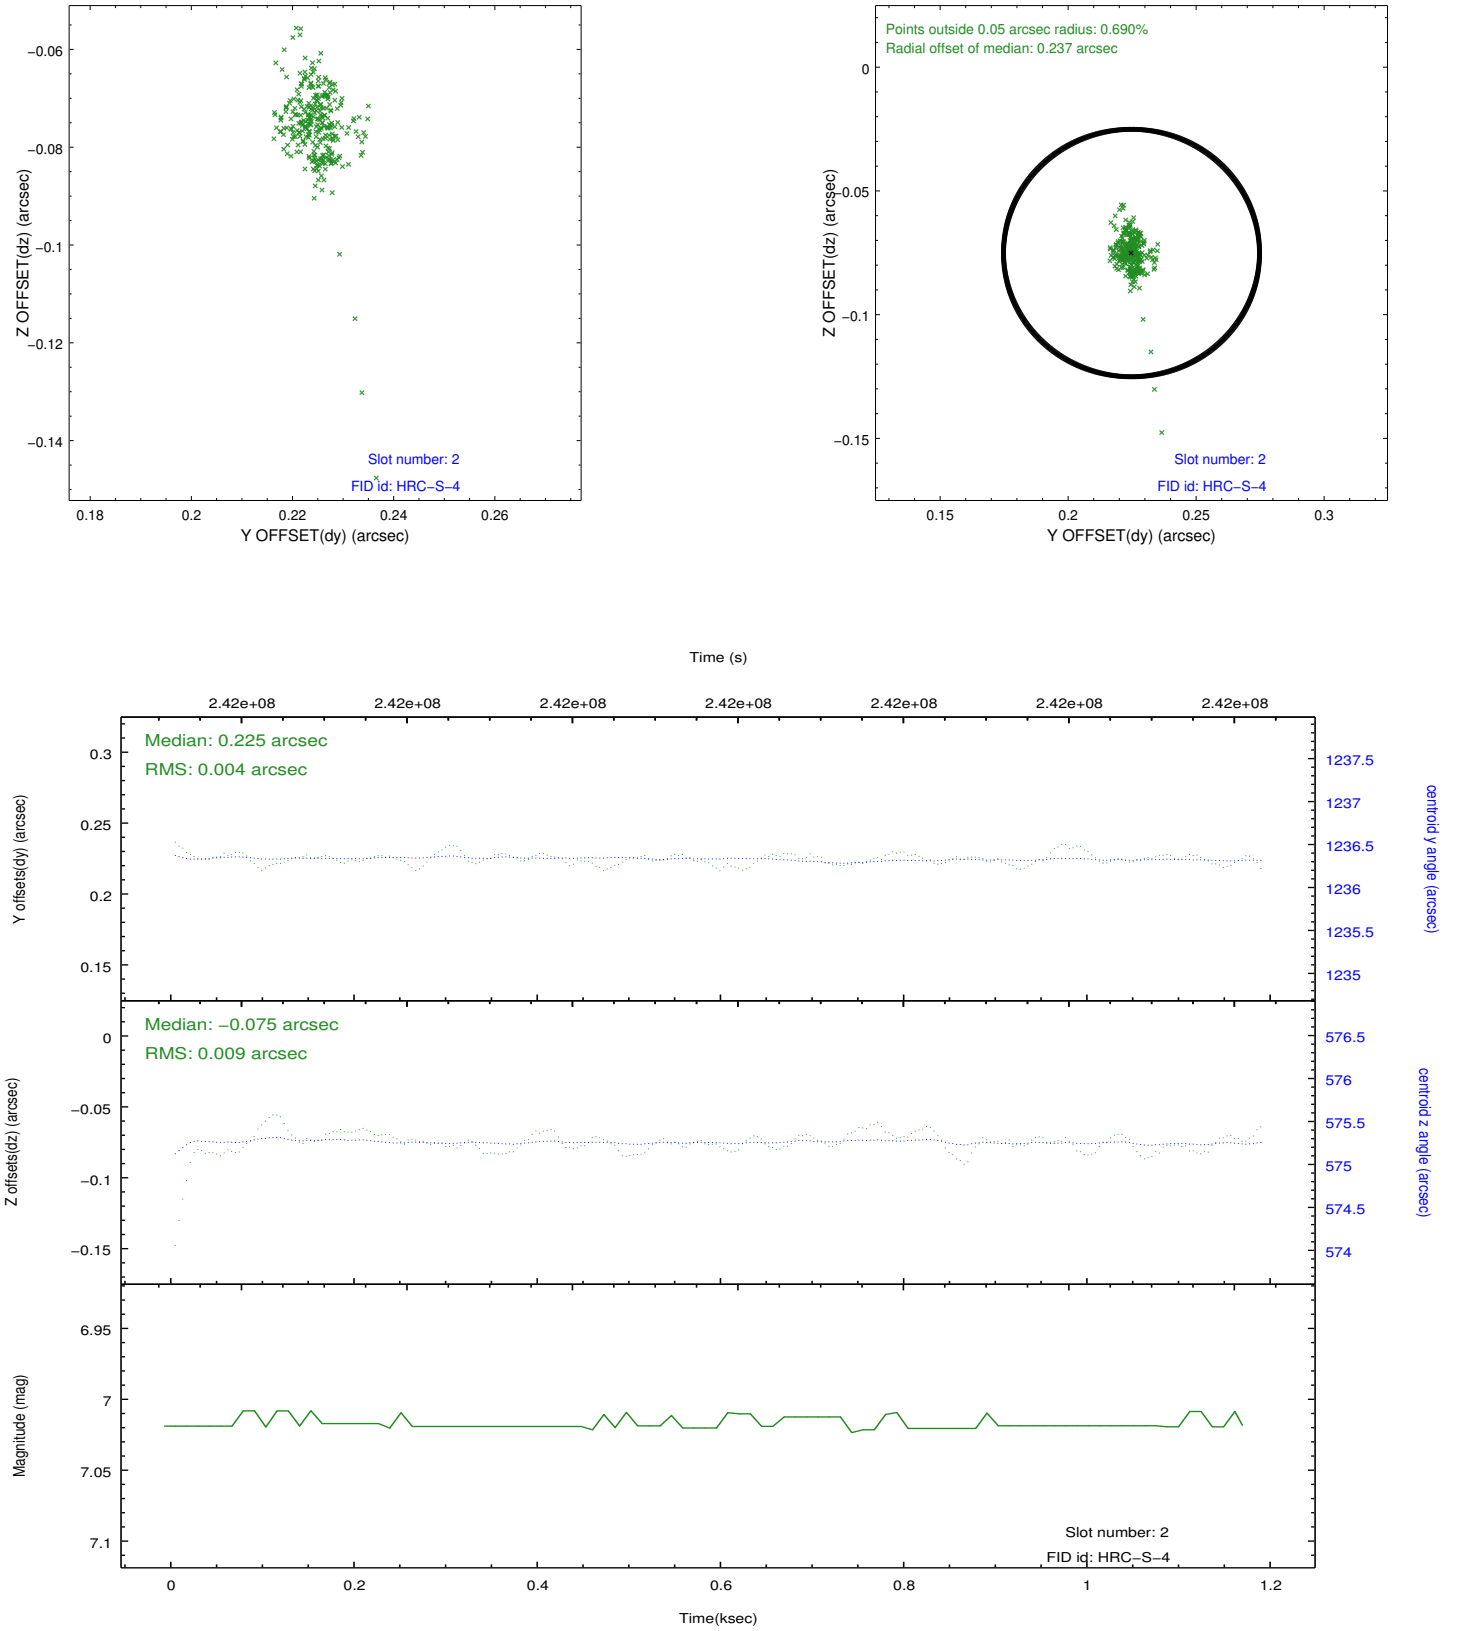 −0.06
−0.08
−0.1
−0.12
−0.14
Z OFFSET(dz) (arcsec)
Slot number: 2
FID id: HRC−S−4
0.18 0.2 0.22 0.24 0.26
Y OFFSET(dy) (arcsec)
Points outside 0.05 arcsec radius: 0.690%
Radial offset of median: 0.237 arcsec
0
−0.05
−0.1
−0.15
Z OFFSET(dz) (arcsec)
Slot number: 2
FID id: HRC−S−4
0.15 0.2 0.25 0.3
Y OFFSET(dy) (arcsec)
Time (s)
2.42e+08 2.42e+08 2.42e+08 2.42e+08 2.42e+08 2.42e+08 2.42e+08
Median: 0.225 arcsec
RMS: 0.004 arcsec
0.3
0.25
0.2
0.15
Y offsets(dy) (arcsec)
1237.5
1237
1236.5
1236
1235.5
1235
centroid y angle (arcsec)
Median: −0.075 arcsec
RMS: 0.009 arcsec
0
−0.05
−0.1
−0.15
Z offsets(dz) (arcsec)
576.5
576
575.5
575
574.5
574
centroid z angle (arcsec)
6.95
7
7.05
7.1
Magnitude (mag)
Slot number: 2
FID id: HRC−S−4
0 0.2 0.4 0.6 0.8 1 1.2
Time(ksec)